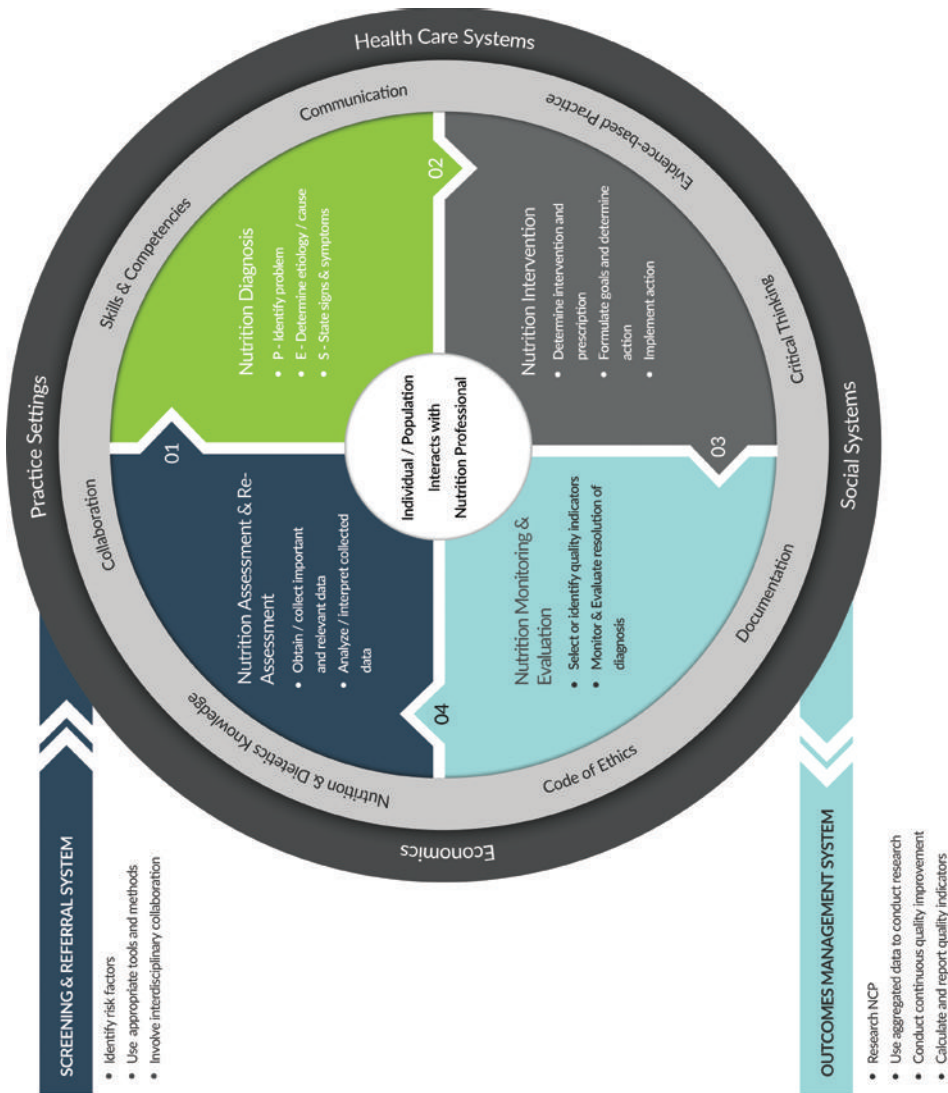 SCREENING & REFERRAL SYSTEM
• Identify risk factors
• Use appropriate tools and methods
• Involve interdisciplinary collaboration
Practice Settings
Health Care Systems
Social Systems
Economics
Skills & Competencies
Communication
Evidence-based Practice
Critical Thinking
Documentation
Code of Ethics
Nutrition & Dietetics Knowledge
Collaboration
01
Nutrition Assessment & Re-
Assessment
• Obtain / collect important
and relevant data
• Analyze / interpret collected
data
02
Nutrition Diagnosis
• P - Identify problem
• E - Determine etiology / cause
• S - State signs & symptoms
03
Nutrition Intervention
• Determine intervention and
prescription
• Formulate goals and determine
action
• Implement action
04
Nutrition Monitoring &
Evaluation
• Select or identify quality indicators
• Monitor & Evaluate resolution of
diagnosis
Individual / Population
Interacts with
Nutrition Professional
OUTCOMES MANAGEMENT SYSTEM
• Research NCP
• Use aggregated data to conduct research
• Conduct continuous quality improvement
• Calculate and report quality indicators